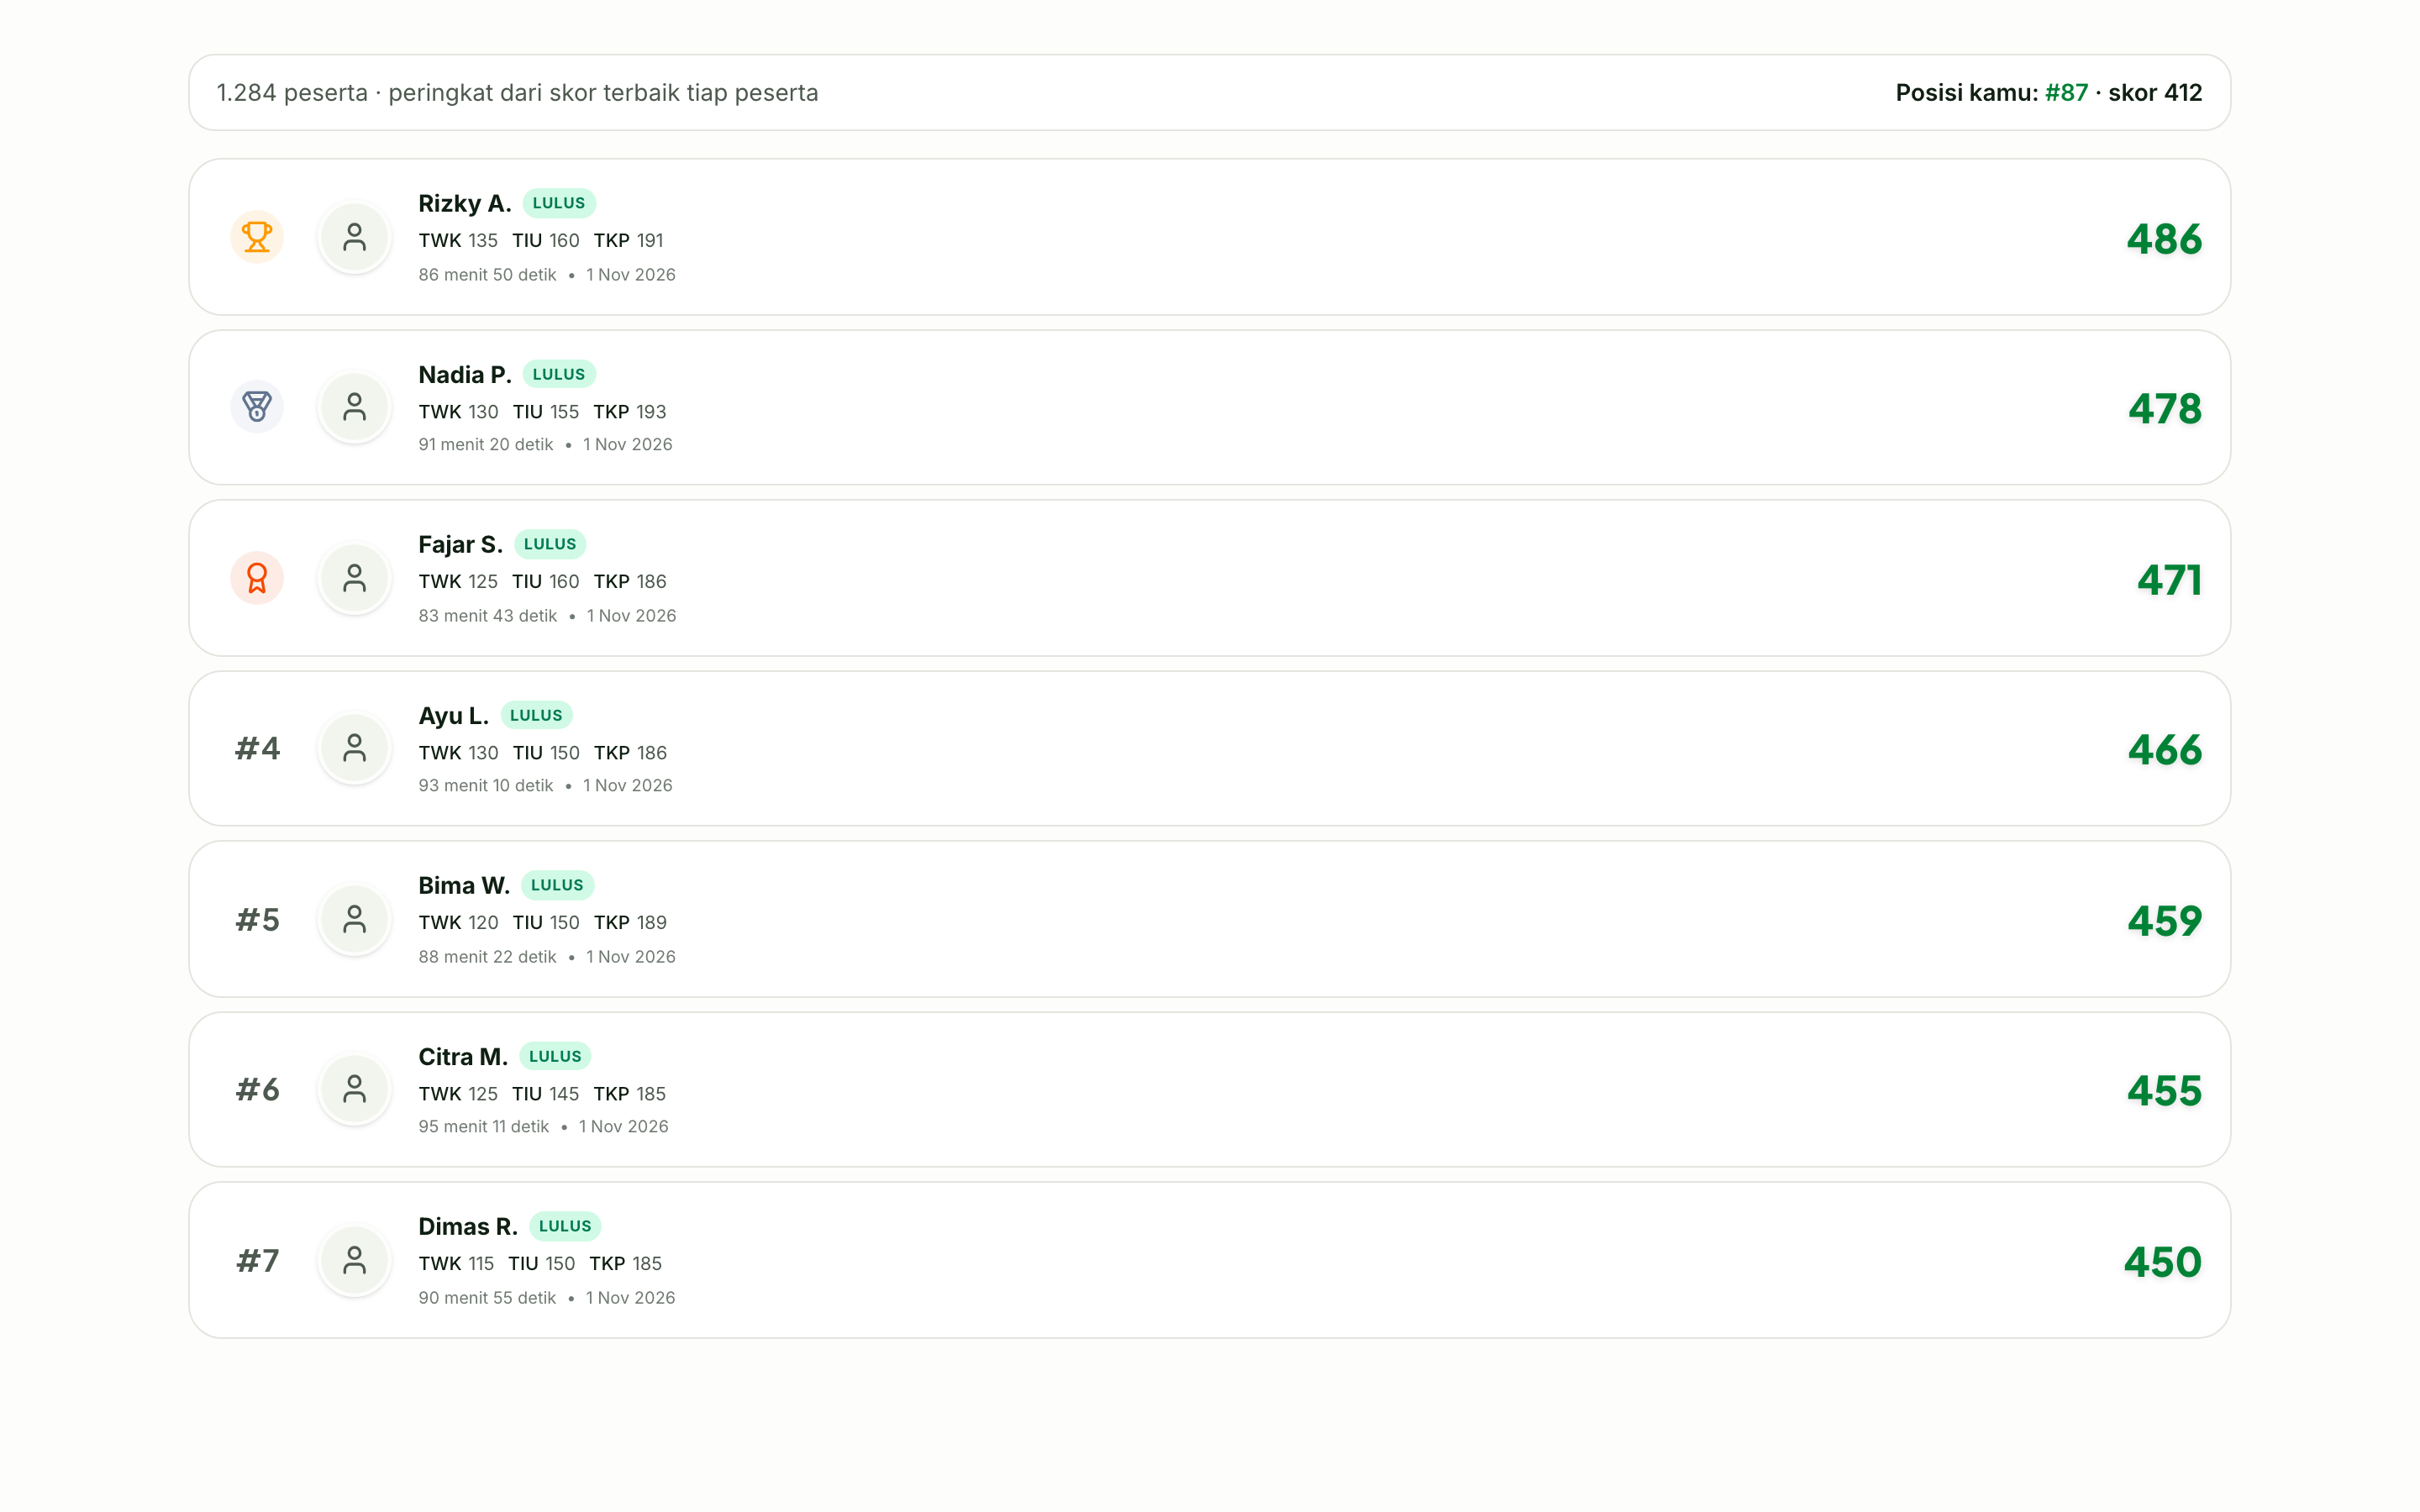 1.284 peserta · peringkat dari skor terbaik tiap peserta
Posisi kamu: #87 · skor 412
Rizky A. LULUS
TWK 135 TIU 160 TKP 191
86 menit 50 detik • 1 Nov 2026
486
Nadia P. LULUS
TWK 130 TIU 155 TKP 193
91 menit 20 detik • 1 Nov 2026
478
Fajar S. LULUS
TWK 125 TIU 160 TKP 186
83 menit 43 detik • 1 Nov 2026
471
#4
Ayu L. LULUS
TWK 130 TIU 150 TKP 186
93 menit 10 detik • 1 Nov 2026
466
#5
Bima W. LULUS
TWK 120 TIU 150 TKP 189
88 menit 22 detik • 1 Nov 2026
459
#6
Citra M. LULUS
TWK 125 TIU 145 TKP 185
95 menit 11 detik • 1 Nov 2026
455
#7
Dimas R. LULUS
TWK 115 TIU 150 TKP 185
90 menit 55 detik • 1 Nov 2026
450